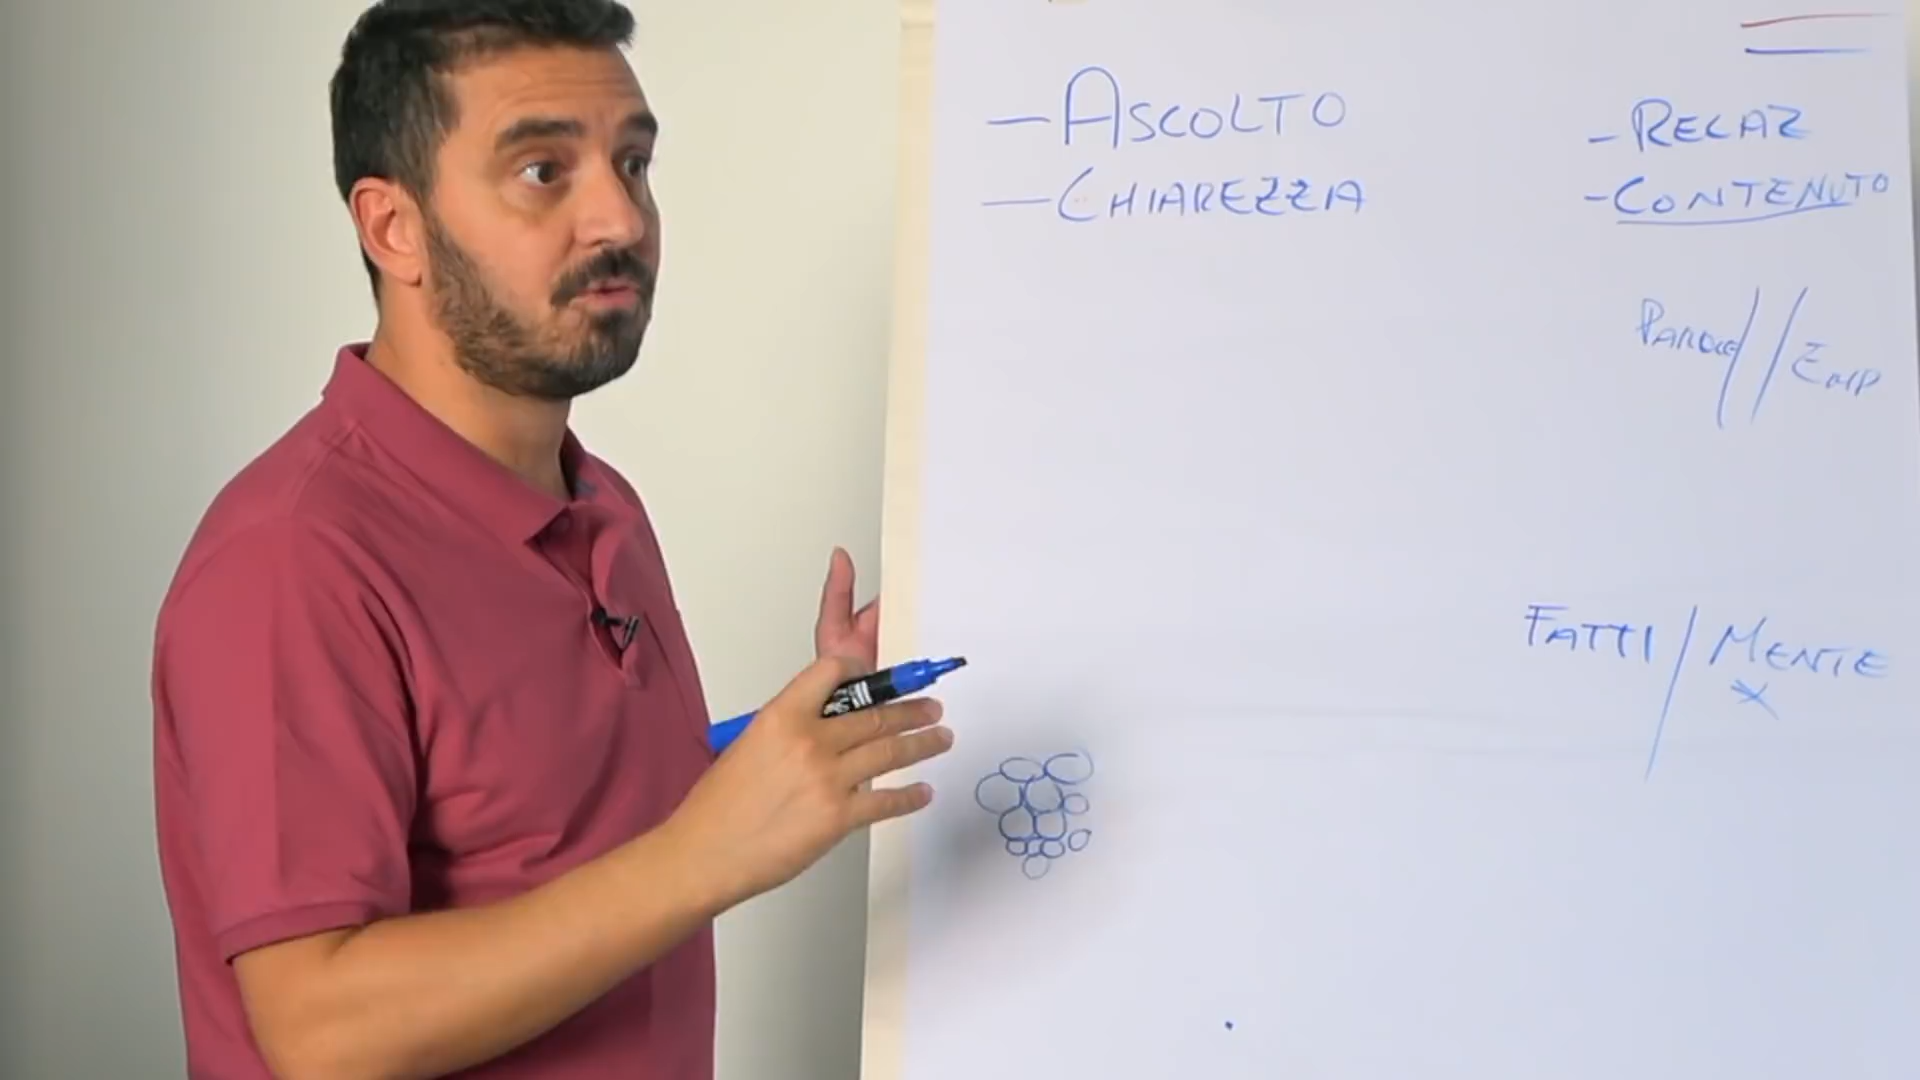 — ASCOLTO
— CHIAREZZA
- RELAZ
- CONTENUTO
PAROLE // EMP
FATTI / MENTE